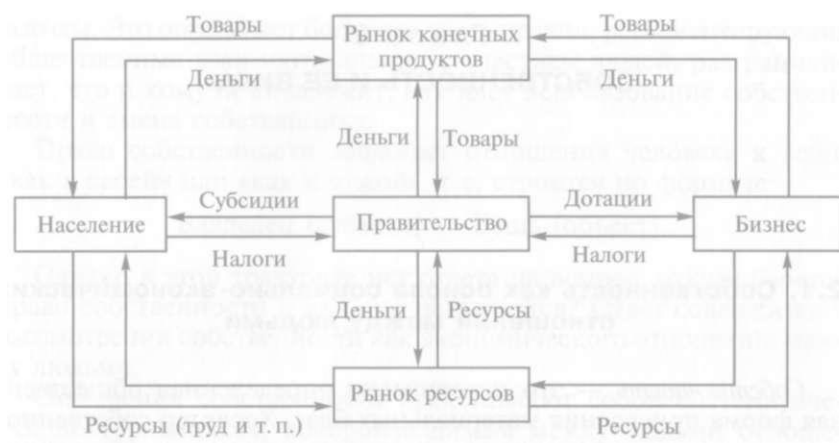 Товары
Рынок конечных
продуктов
Товары
Деньги
Деньги
Деньги
Товары
Население
Субсидии
Налоги
Правительство
Дотации
Налоги
Бизнес
Деньги
Ресурсы
Рынок ресурсов
Ресурсы (труд и т. п.)
Ресурсы